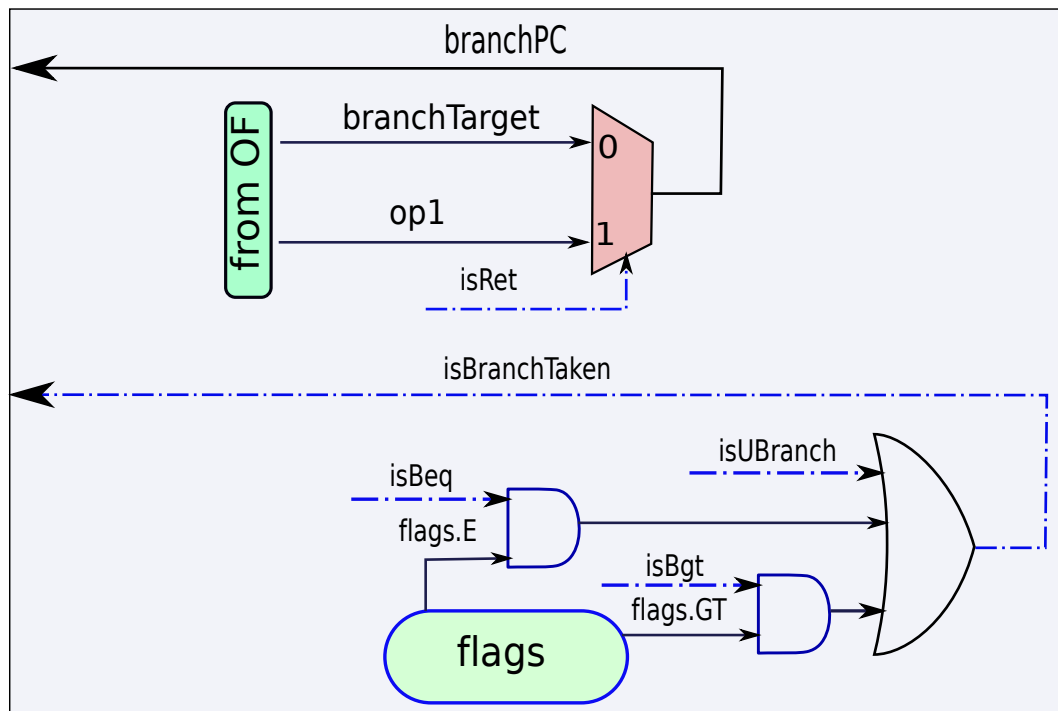 branchPC
from OF
branchTarget
0
op1
1
isRet
isBranchTaken
isUBranch
isBeq
flags.E
isBgt
flags.GT
flags